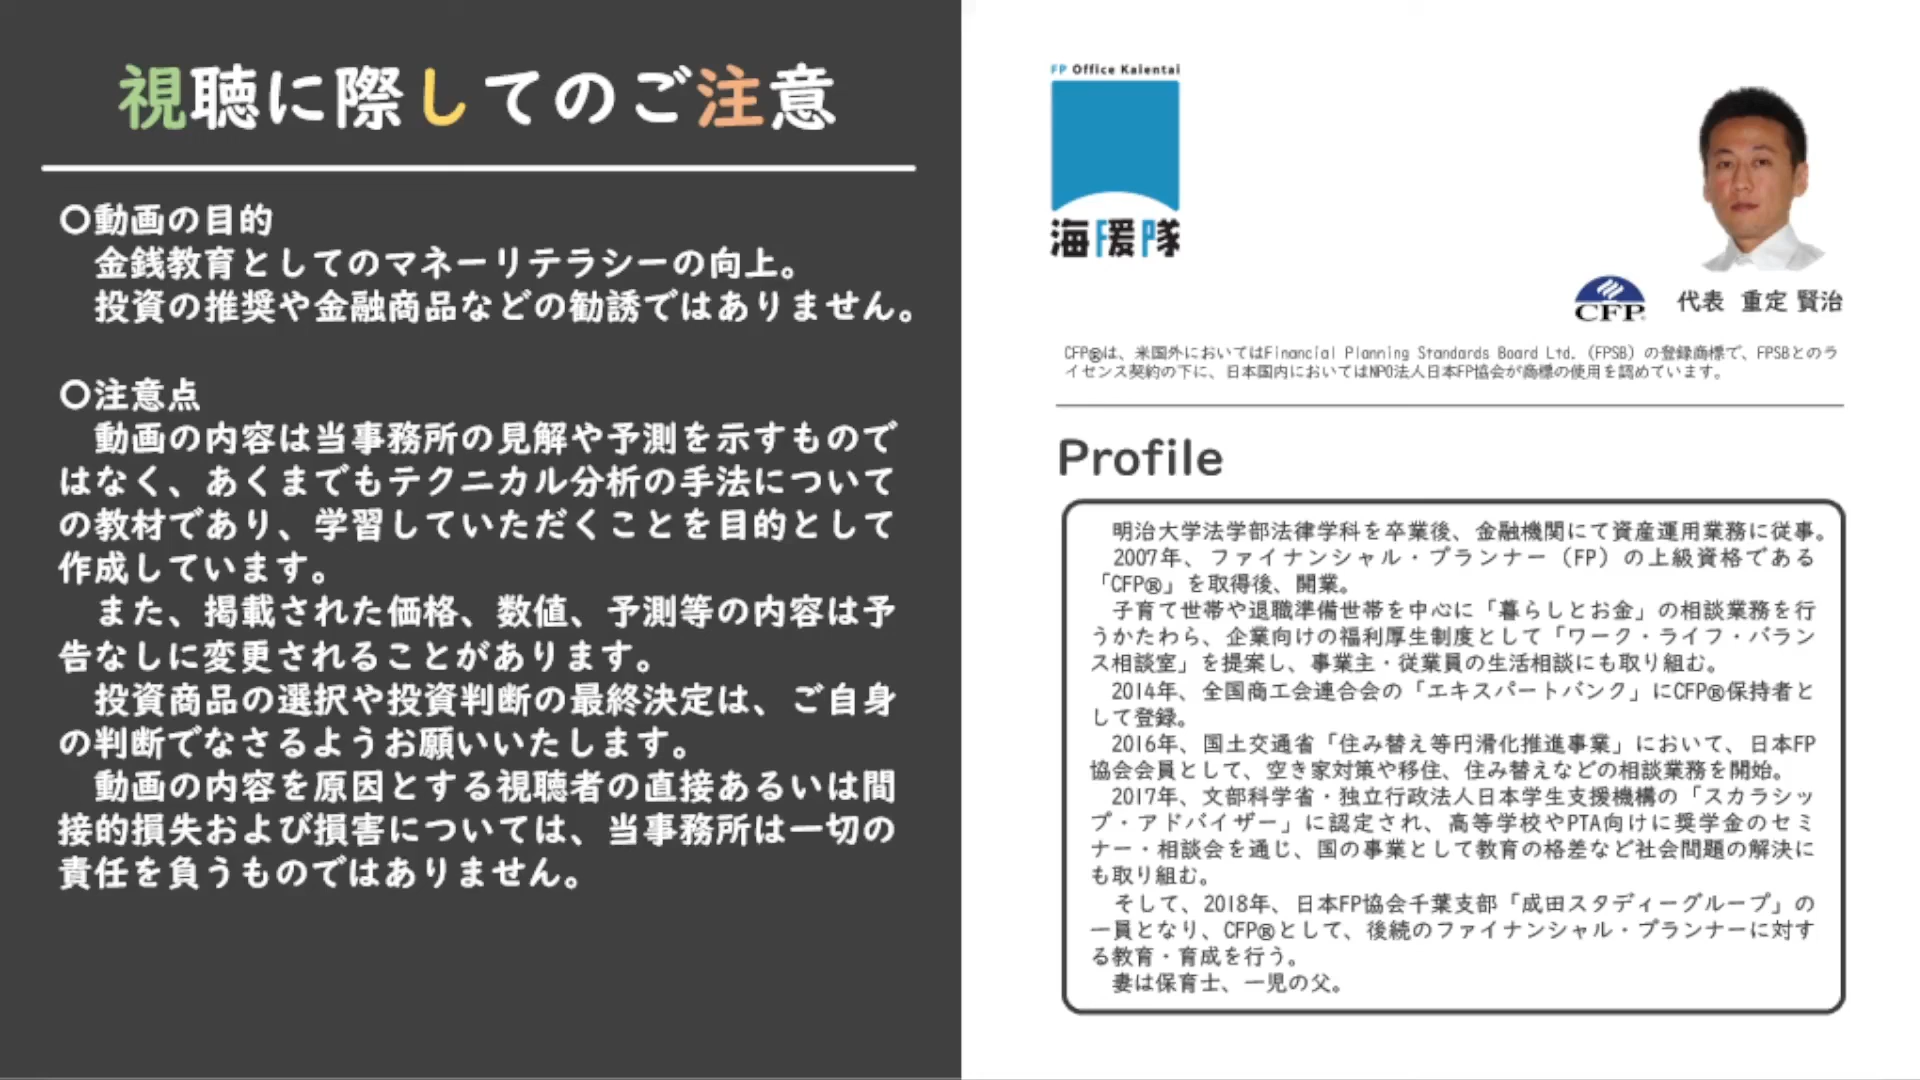 視聴に際してのご注意
〇動画の目的
金銭教育としてのマネーリテラシーの向上。
投資の推奨や金融商品などの勧誘ではありません。
〇注意点
動画の内容は当事務所の見解や予測を示すもので
はなく、あくまでもテクニカル分析の手法について
の教材であり、学習していただくことを目的として
作成しています。
また、掲載された価格、数値、予測等の内容は予
告なしに変更されることがあります。
投資商品の選択や投資判断の最終決定は、ご自身
の判断でなさるようお願いいたします。
動画の内容を原因とする視聴者の直接あるいは間
接的損失および損害については、当事務所は一切の
責任を負うものではありません。
FP Office Kaientai
海援隊
CFP®
代表 重定 賢治
CFP®は、米国外においてはFinancial Planning Standards Board Ltd.（FPSB）の登録商標で、FPSBとのラ
イセンス契約の下に、日本国内においてはNPO法人日本FP協会が商標の使用を認めています。
Profile
明治大学法学部法律学科を卒業後、金融機関にて資産運用業務に従事。
2007年、ファイナンシャル・プランナー（FP）の上級資格である
「CFP®」を取得後、開業。
子育て世帯や退職準備世帯を中心に「暮らしとお金」の相談業務を行
うかたわら、企業向けの福利厚生制度として「ワーク・ライフ・バラン
ス相談室」を提案し、事業主・従業員の生活相談にも取り組む。
2014年、全国商工会連合会の「エキスパートバンク」にCFP®保持者と
して登録。
2016年、国土交通省「住み替え等円滑化推進事業」において、日本FP
協会会員として、空き家対策や移住、住み替えなどの相談業務を開始。
2017年、文部科学省・独立行政法人日本学生支援機構の「スカラシッ
プ・アドバイザー」に認定され、高等学校やPTA向けに奨学金のセミ
ナー・相談会を通じ、国の事業として教育の格差など社会問題の解決に
も取り組む。
そして、2018年、日本FP協会千葉支部「成田スタディーグループ」の
一員となり、CFP®として、後続のファイナンシャル・プランナーに対す
る教育・育成を行う。
妻は保育士、一児の父。